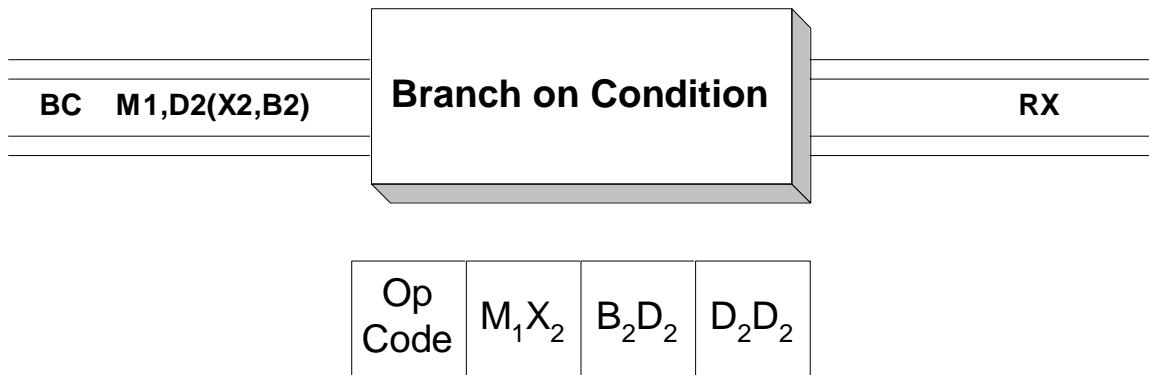 BC M1,D2(X2,B2) Branch on Condition RX
Op Code M₁X₂ B₂D₂ D₂D₂